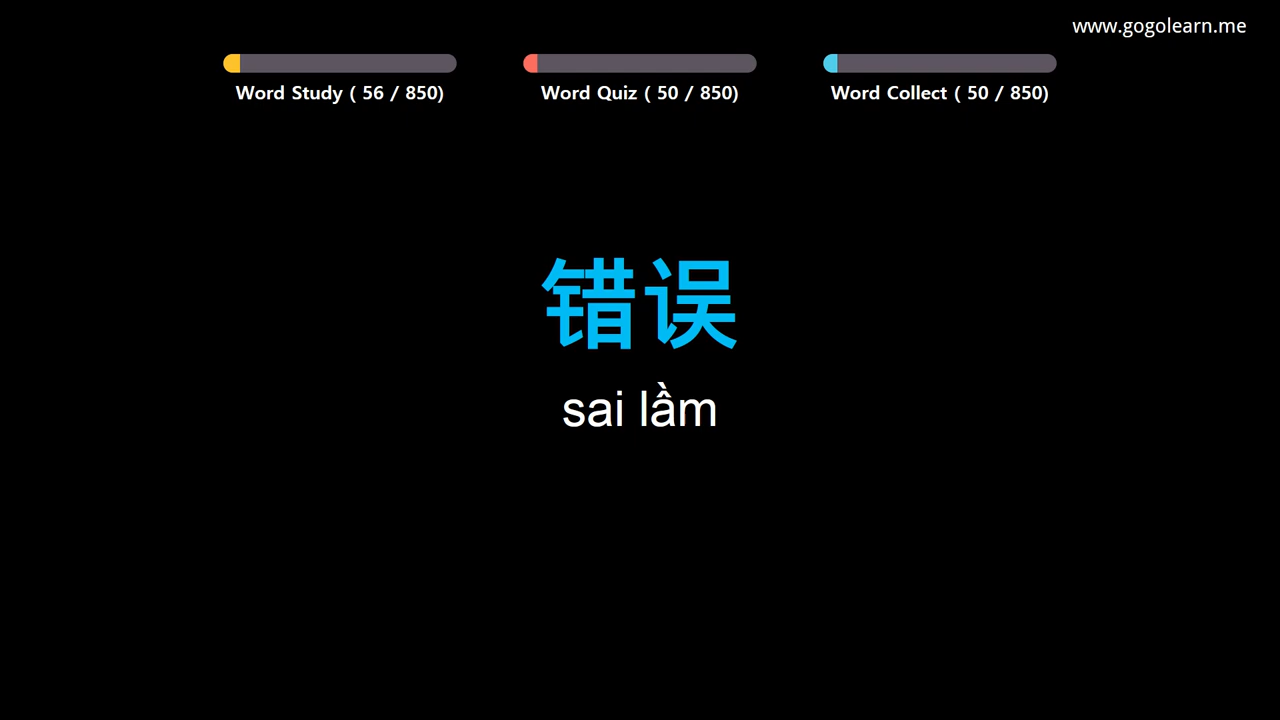 www.gogolearn.me
Word Study ( 56 / 850)
Word Quiz ( 50 / 850)
Word Collect ( 50 / 850)
错误
sai lầm